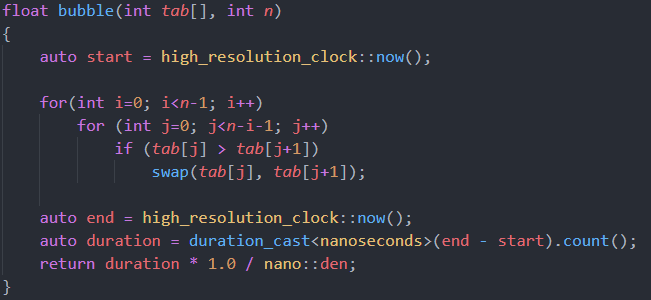 float bubble(int tab[], int n)
{
    auto start = high_resolution_clock::now();

    for(int i=0; i<n-1; i++)
        for (int j=0; j<n-i-1; j++)
            if (tab[j] > tab[j+1])
                swap(tab[j], tab[j+1]);

    auto end = high_resolution_clock::now();
    auto duration = duration_cast<nanoseconds>(end - start).count();
    return duration * 1.0 / nano::den;
}